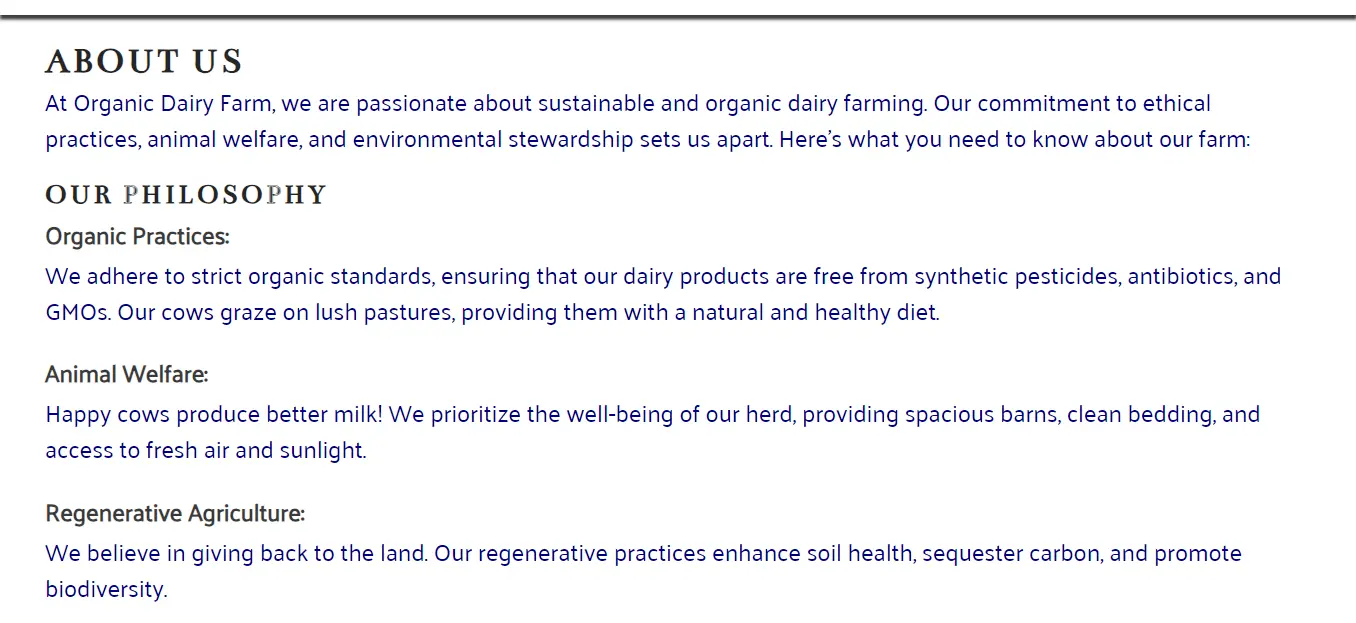 ABOUT US
At Organic Dairy Farm, we are passionate about sustainable and organic dairy farming. Our commitment to ethical
practices, animal welfare, and environmental stewardship sets us apart. Here’s what you need to know about our farm:
OUR PHILOSOPHY
Organic Practices:
We adhere to strict organic standards, ensuring that our dairy products are free from synthetic pesticides, antibiotics, and
GMOs. Our cows graze on lush pastures, providing them with a natural and healthy diet.
Animal Welfare:
Happy cows produce better milk! We prioritize the well-being of our herd, providing spacious barns, clean bedding, and
access to fresh air and sunlight.
Regenerative Agriculture:
We believe in giving back to the land. Our regenerative practices enhance soil health, sequester carbon, and promote
biodiversity.